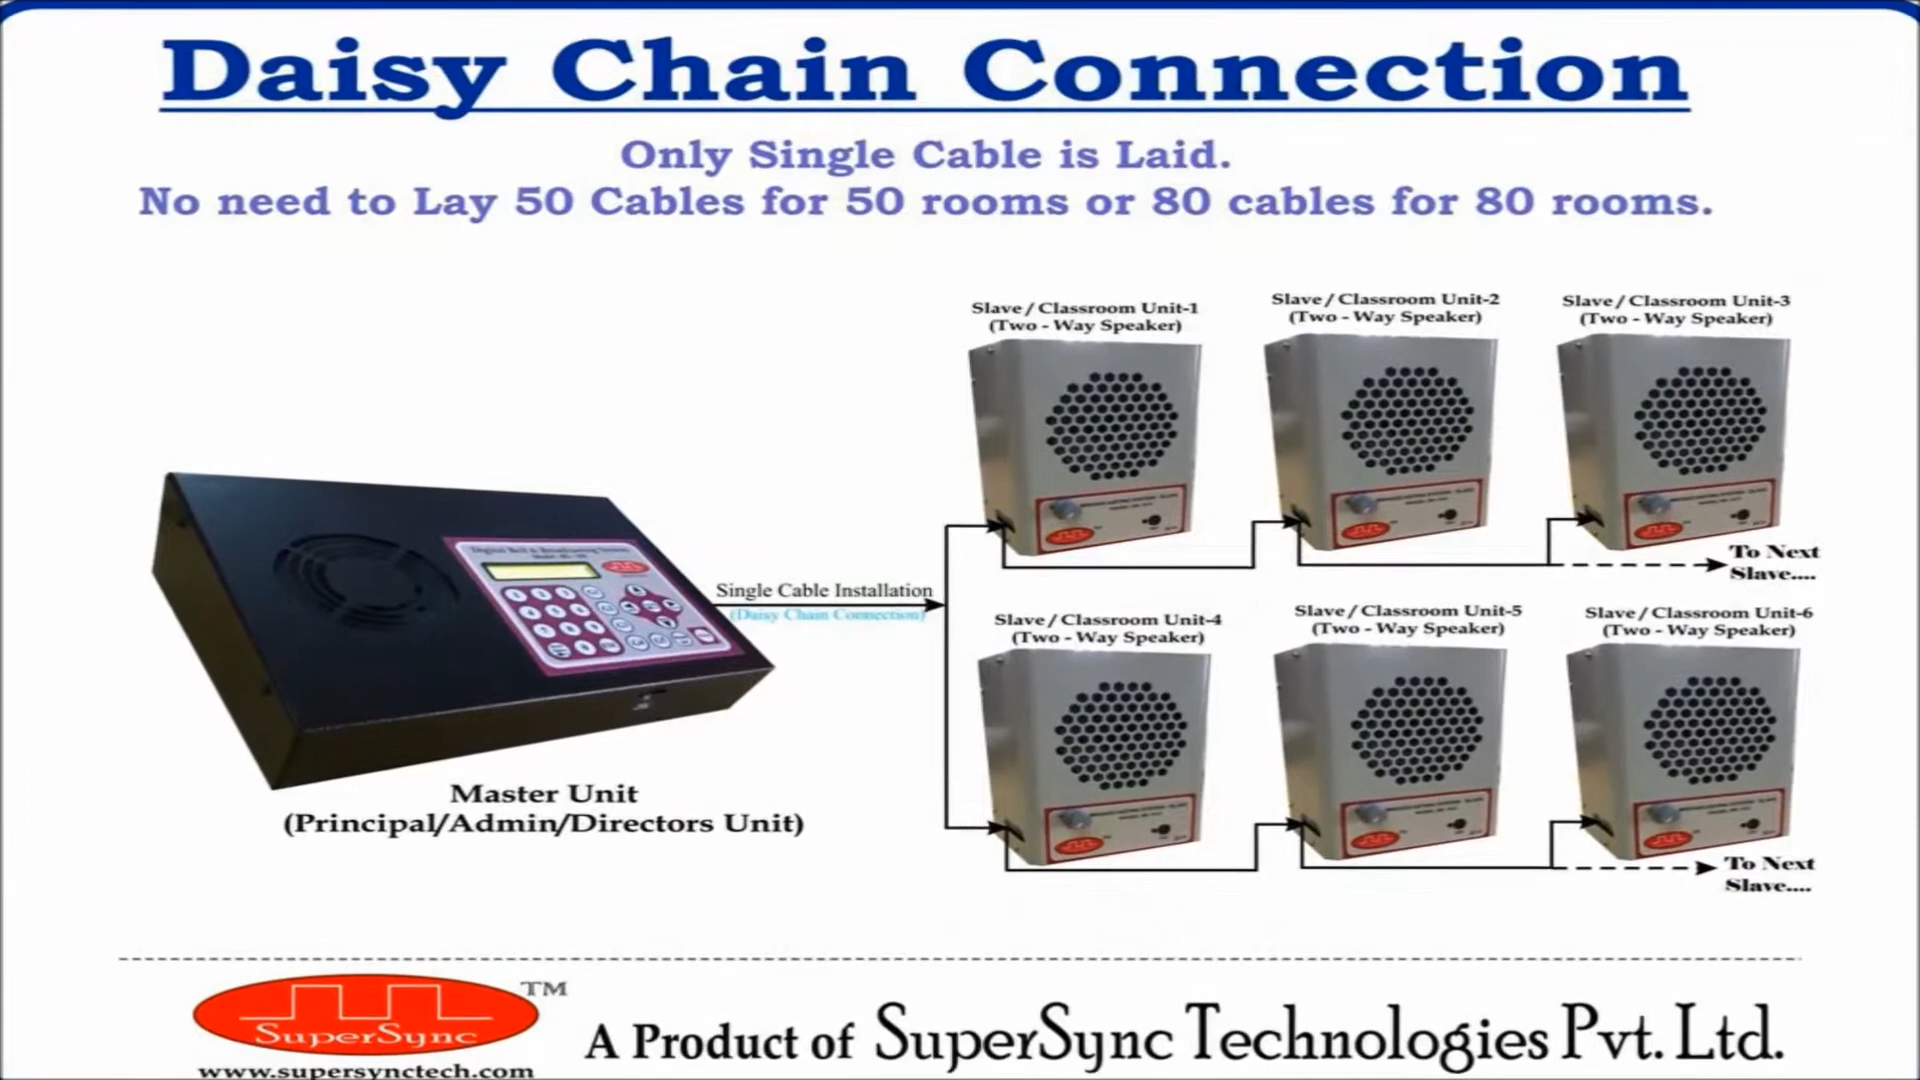 Daisy Chain Connection
Only Single Cable is Laid.
No need to Lay 50 Cables for 50 rooms or 80 cables for 80 rooms.
Slave / Classroom Unit-1
(Two - Way Speaker)
Slave / Classroom Unit-2
(Two - Way Speaker)
Slave / Classroom Unit-3
(Two - Way Speaker)
To Next
Slave....
Single Cable Installation
(Daisy Chain Connection)
Slave / Classroom Unit-4
(Two - Way Speaker)
Slave / Classroom Unit-5
(Two - Way Speaker)
Slave / Classroom Unit-6
(Two - Way Speaker)
To Next
Slave....
Master Unit
(Principal/Admin/Directors Unit)
SuperSync
TM
www.supersynctech.com
A Product of SuperSync Technologies Pvt. Ltd.